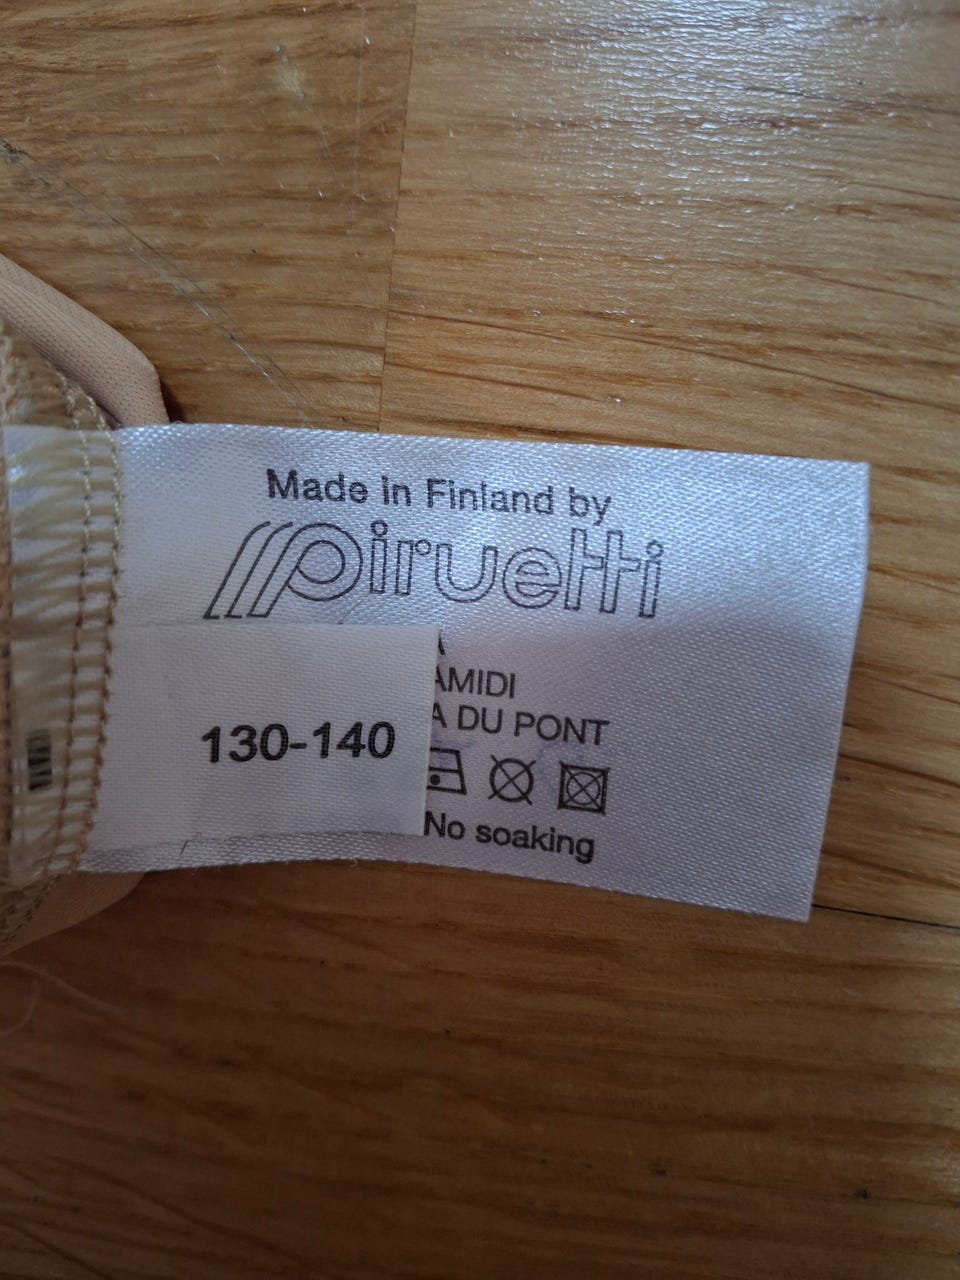 Made in Finland by
Piruetti
AMIDI
A DU PONT
130-140
No soaking